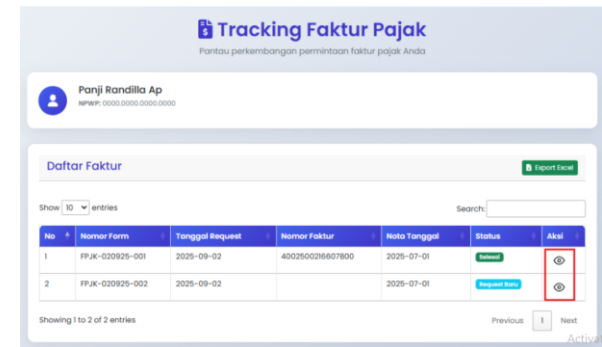 Tracking Faktur Pajak
Pantau perkembangan permintaan faktur pajak Anda
Panji Randilla Ap
NPWP: 0000.0000.0000.0000
Daftar Faktur
Export Excel
Show 10 entries
Search:
No Nomor Form Tanggal Request Nomor Faktur Nota Tanggal Status Aksi
1 FPJK-020925-001 2025-09-02 4002500216607800 2025-07-01 Selesai
2 FPJK-020925-002 2025-09-02 2025-07-01 Request Baru
Showing 1 to 2 of 2 entries
Previous 1 Next
Activa